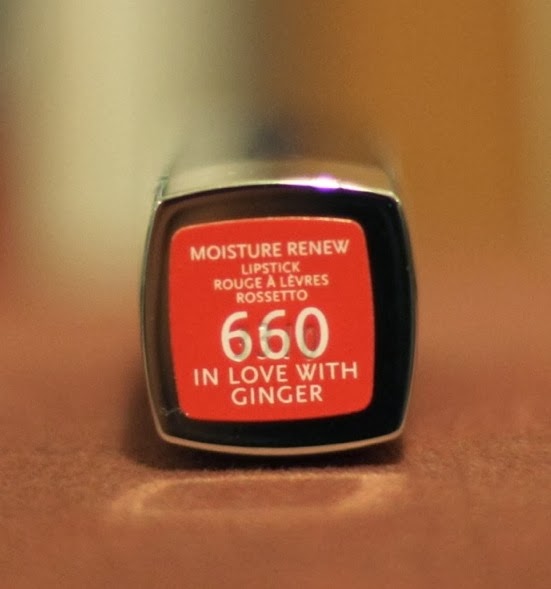 MOISTURE RENEW
LIPSTICK
ROUGE À LÈVRES
ROSSETTO
660
IN LOVE WITH
GINGER